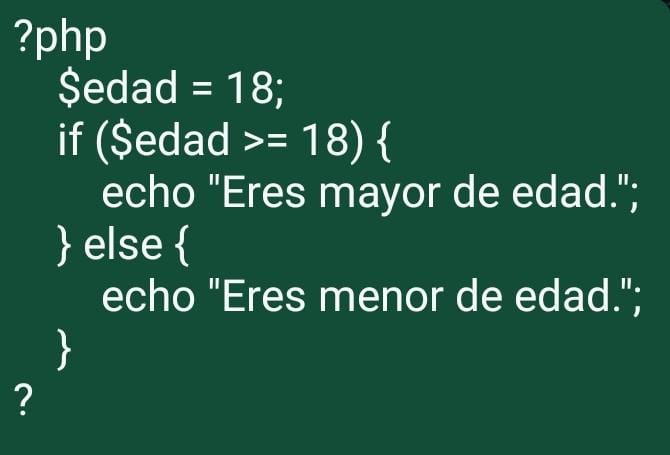 ?php
$edad = 18;
if ($edad >= 18) {
echo "Eres mayor de edad.";
} else {
echo "Eres menor de edad.";
}
?